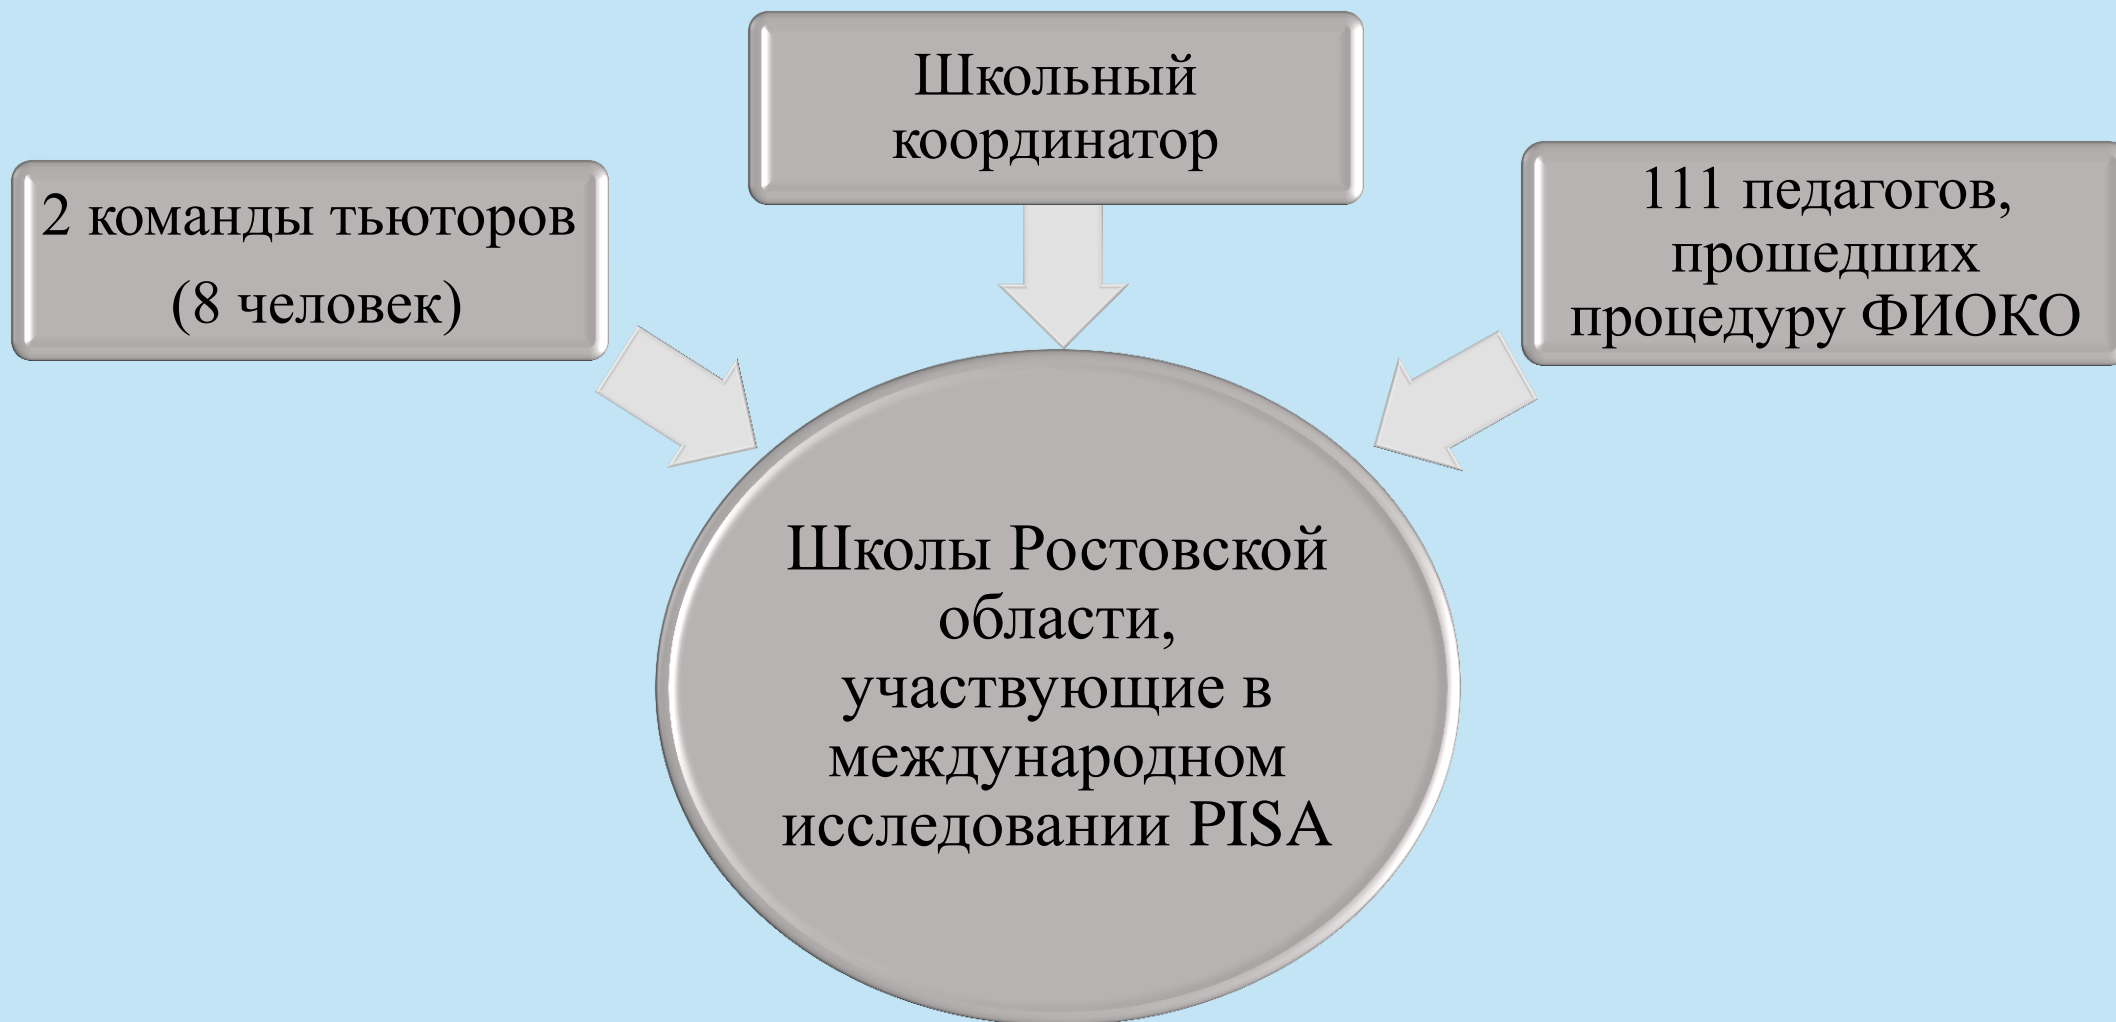 Школьный
координатор
2 команды тьюторов
(8 человек)
111 педагогов,
прошедших
процедуру ФИОКО
Школы Ростовской
области,
участвующие в
международном
исследовании PISA